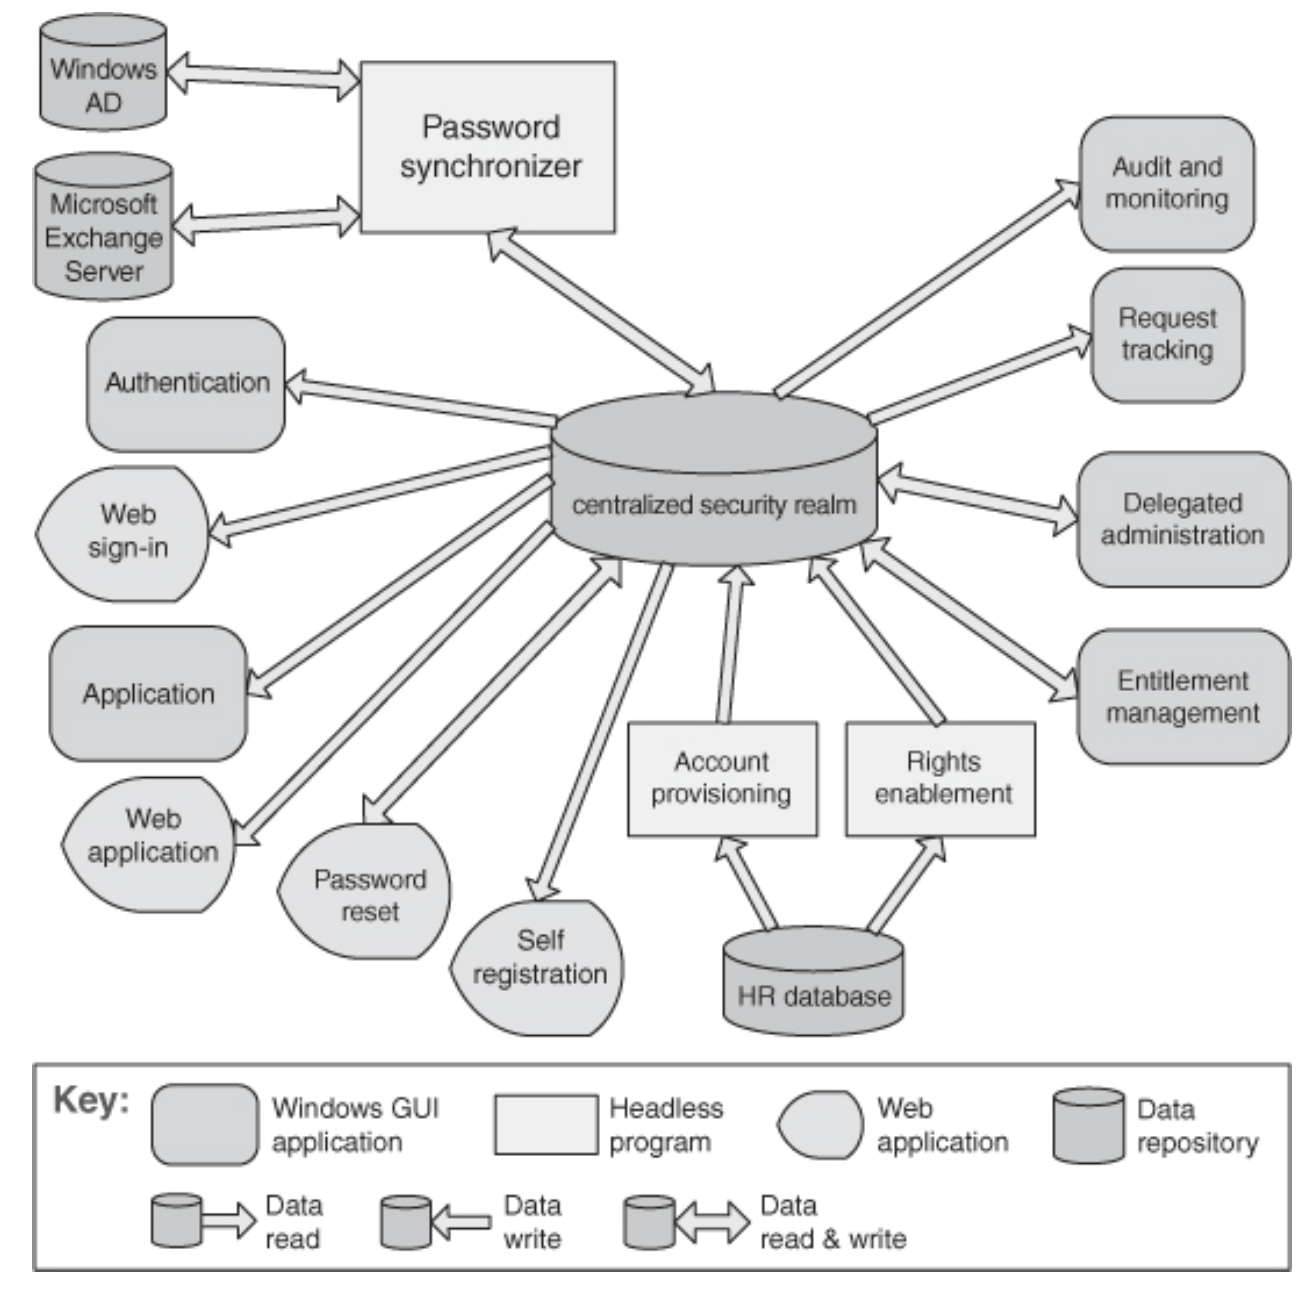 Windows
AD
Password
synchronizer
Microsoft
Exchange
Server
Audit and
monitoring
Request
tracking
Authentication
centralized security realm
Web
sign-in
Delegated
administration
Application
Entitlement
management
Web
application
Account
provisioning
Rights
enablement
Password
reset
Self
registration
HR database
Key:
Windows GUI
application
Headless
program
Web
application
Data
repository
Data
read
Data
write
Data
read & write